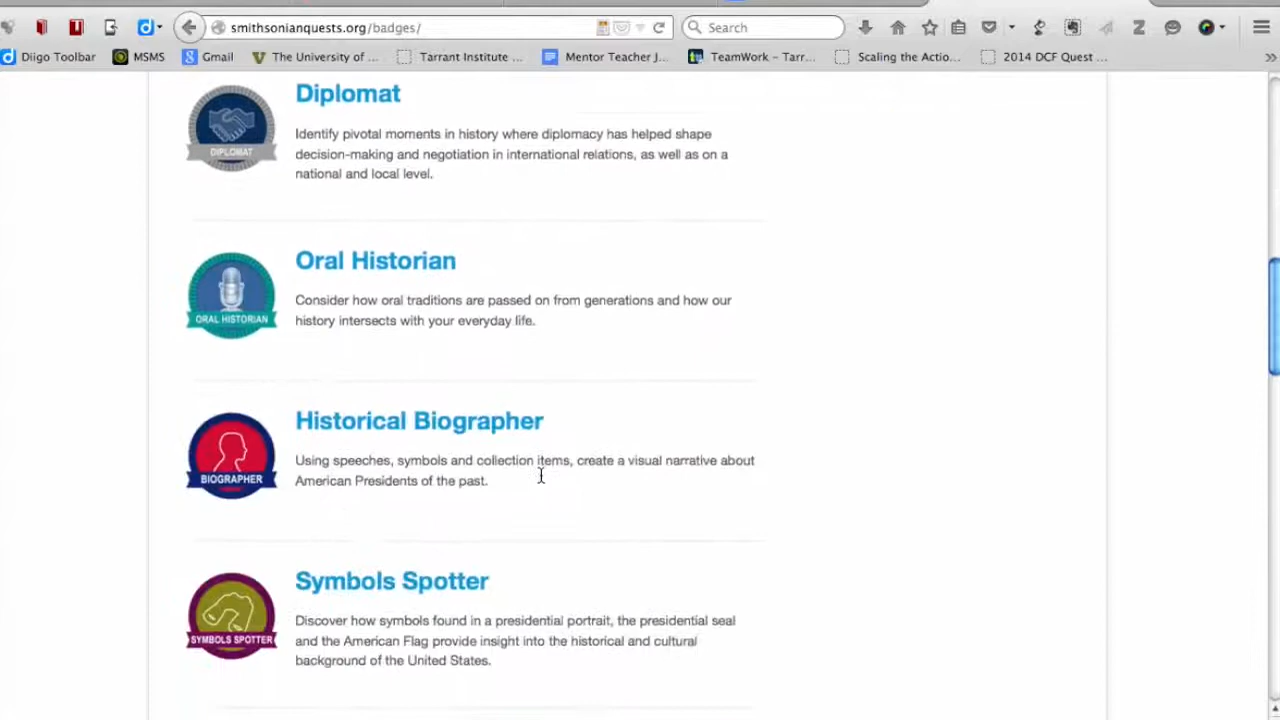 smithsonianquests.org/badges/
Search
Diigo Toolbar
MSMS
Gmail
The University of ...
Tarrant Institute ...
Mentor Teacher J...
TeamWork – Tarr...
Scaling the Actio...
2014 DCF Quest ...
Diplomat
DIPLOMAT
Identify pivotal moments in history where diplomacy has helped shape
decision-making and negotiation in international relations, as well as on a
national and local level.
Oral Historian
ORAL HISTORIAN
Consider how oral traditions are passed on from generations and how our
history intersects with your everyday life.
Historical Biographer
BIOGRAPHER
Using speeches, symbols and collection items, create a visual narrative about
American Presidents of the past.
Symbols Spotter
SYMBOLS SPOTTER
Discover how symbols found in a presidential portrait, the presidential seal
and the American Flag provide insight into the historical and cultural
background of the United States.